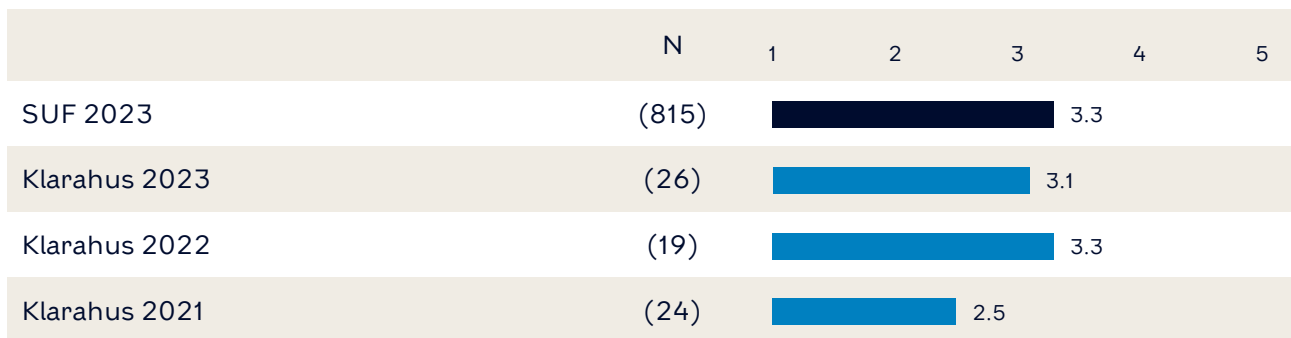 N 1 2 3 4 5
SUF 2023 (815) 3.3
Klarahus 2023 (26) 3.1
Klarahus 2022 (19) 3.3
Klarahus 2021 (24) 2.5